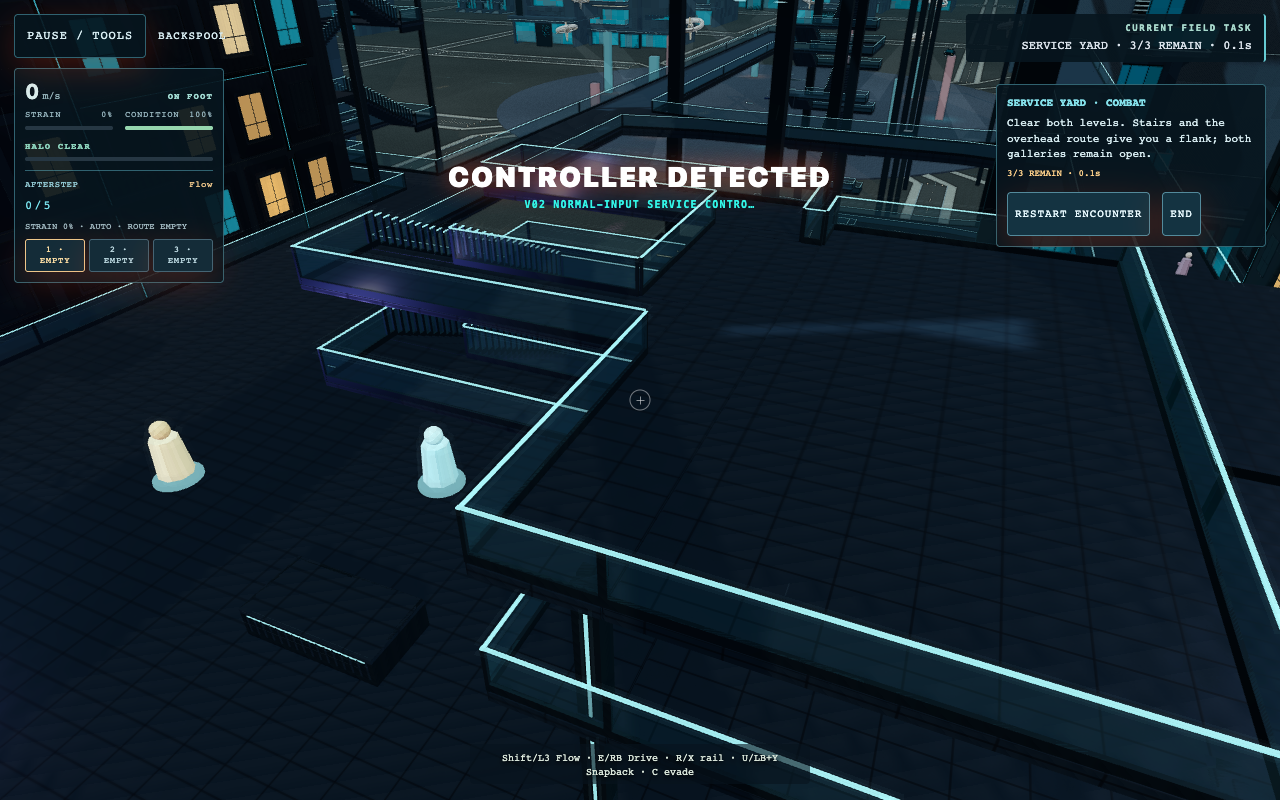 PAUSE / TOOLS
BACKSPOOL
0 m/s ON FOOT
STRAIN 0% CONDITION 100%
HALO CLEAR
AFTERSTEP Flow
0/5
STRAIN 0% · AUTO · ROUTE EMPTY
1 · EMPTY
2 · EMPTY
3 · EMPTY
CONTROLLER DETECTED
V02 NORMAL-INPUT SERVICE CONTRO…
CURRENT FIELD TASK
SERVICE YARD · 3/3 REMAIN · 0.1s
SERVICE YARD · COMBAT
Clear both levels. Stairs and the
overhead route give you a flank; both
galleries remain open.
3/3 REMAIN · 0.1s
RESTART ENCOUNTER
END
Shift/L3 Flow · E/RB Drive · R/X rail · U/LB+Y
Snapback · C evade